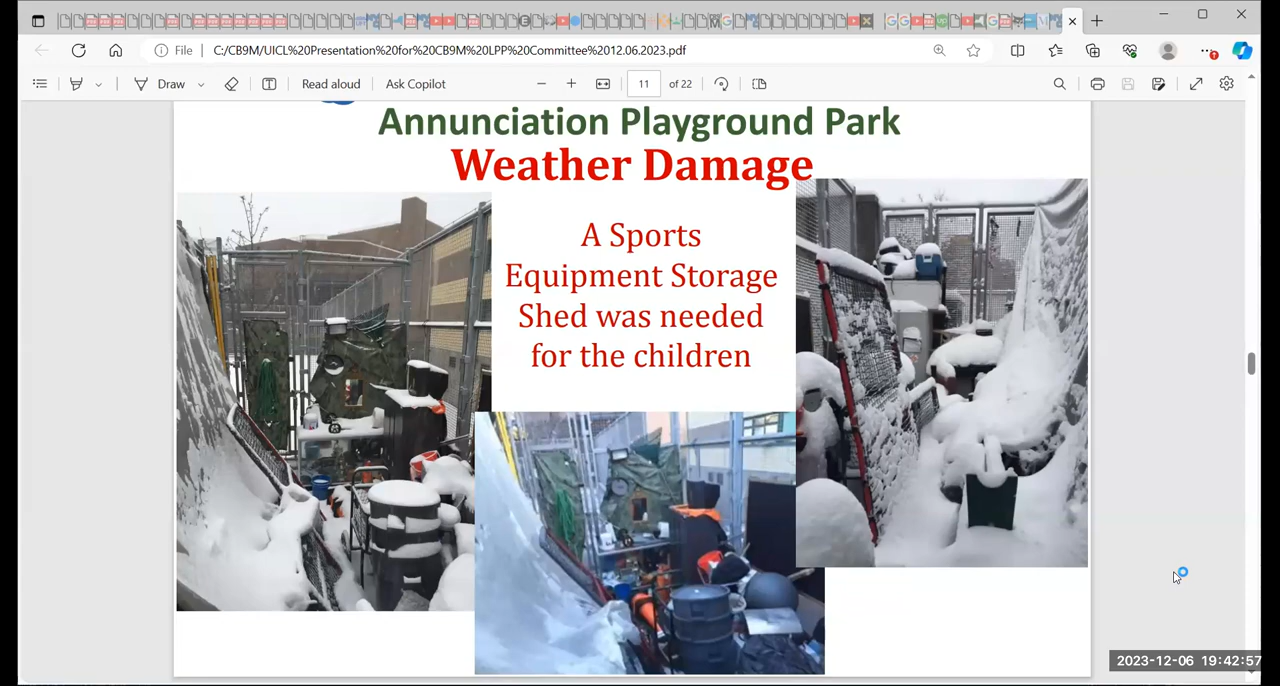 File
C:/CB9M/UICL%20Presentation%20for%20CB9M%20LPP%20Committee%2012.06.2023.pdf
Draw
Read aloud
Ask Copilot
11
of 22
Annunciation Playground Park
Weather Damage
A Sports
Equipment Storage
Shed was needed
for the children
2023-12-06 19:42:57